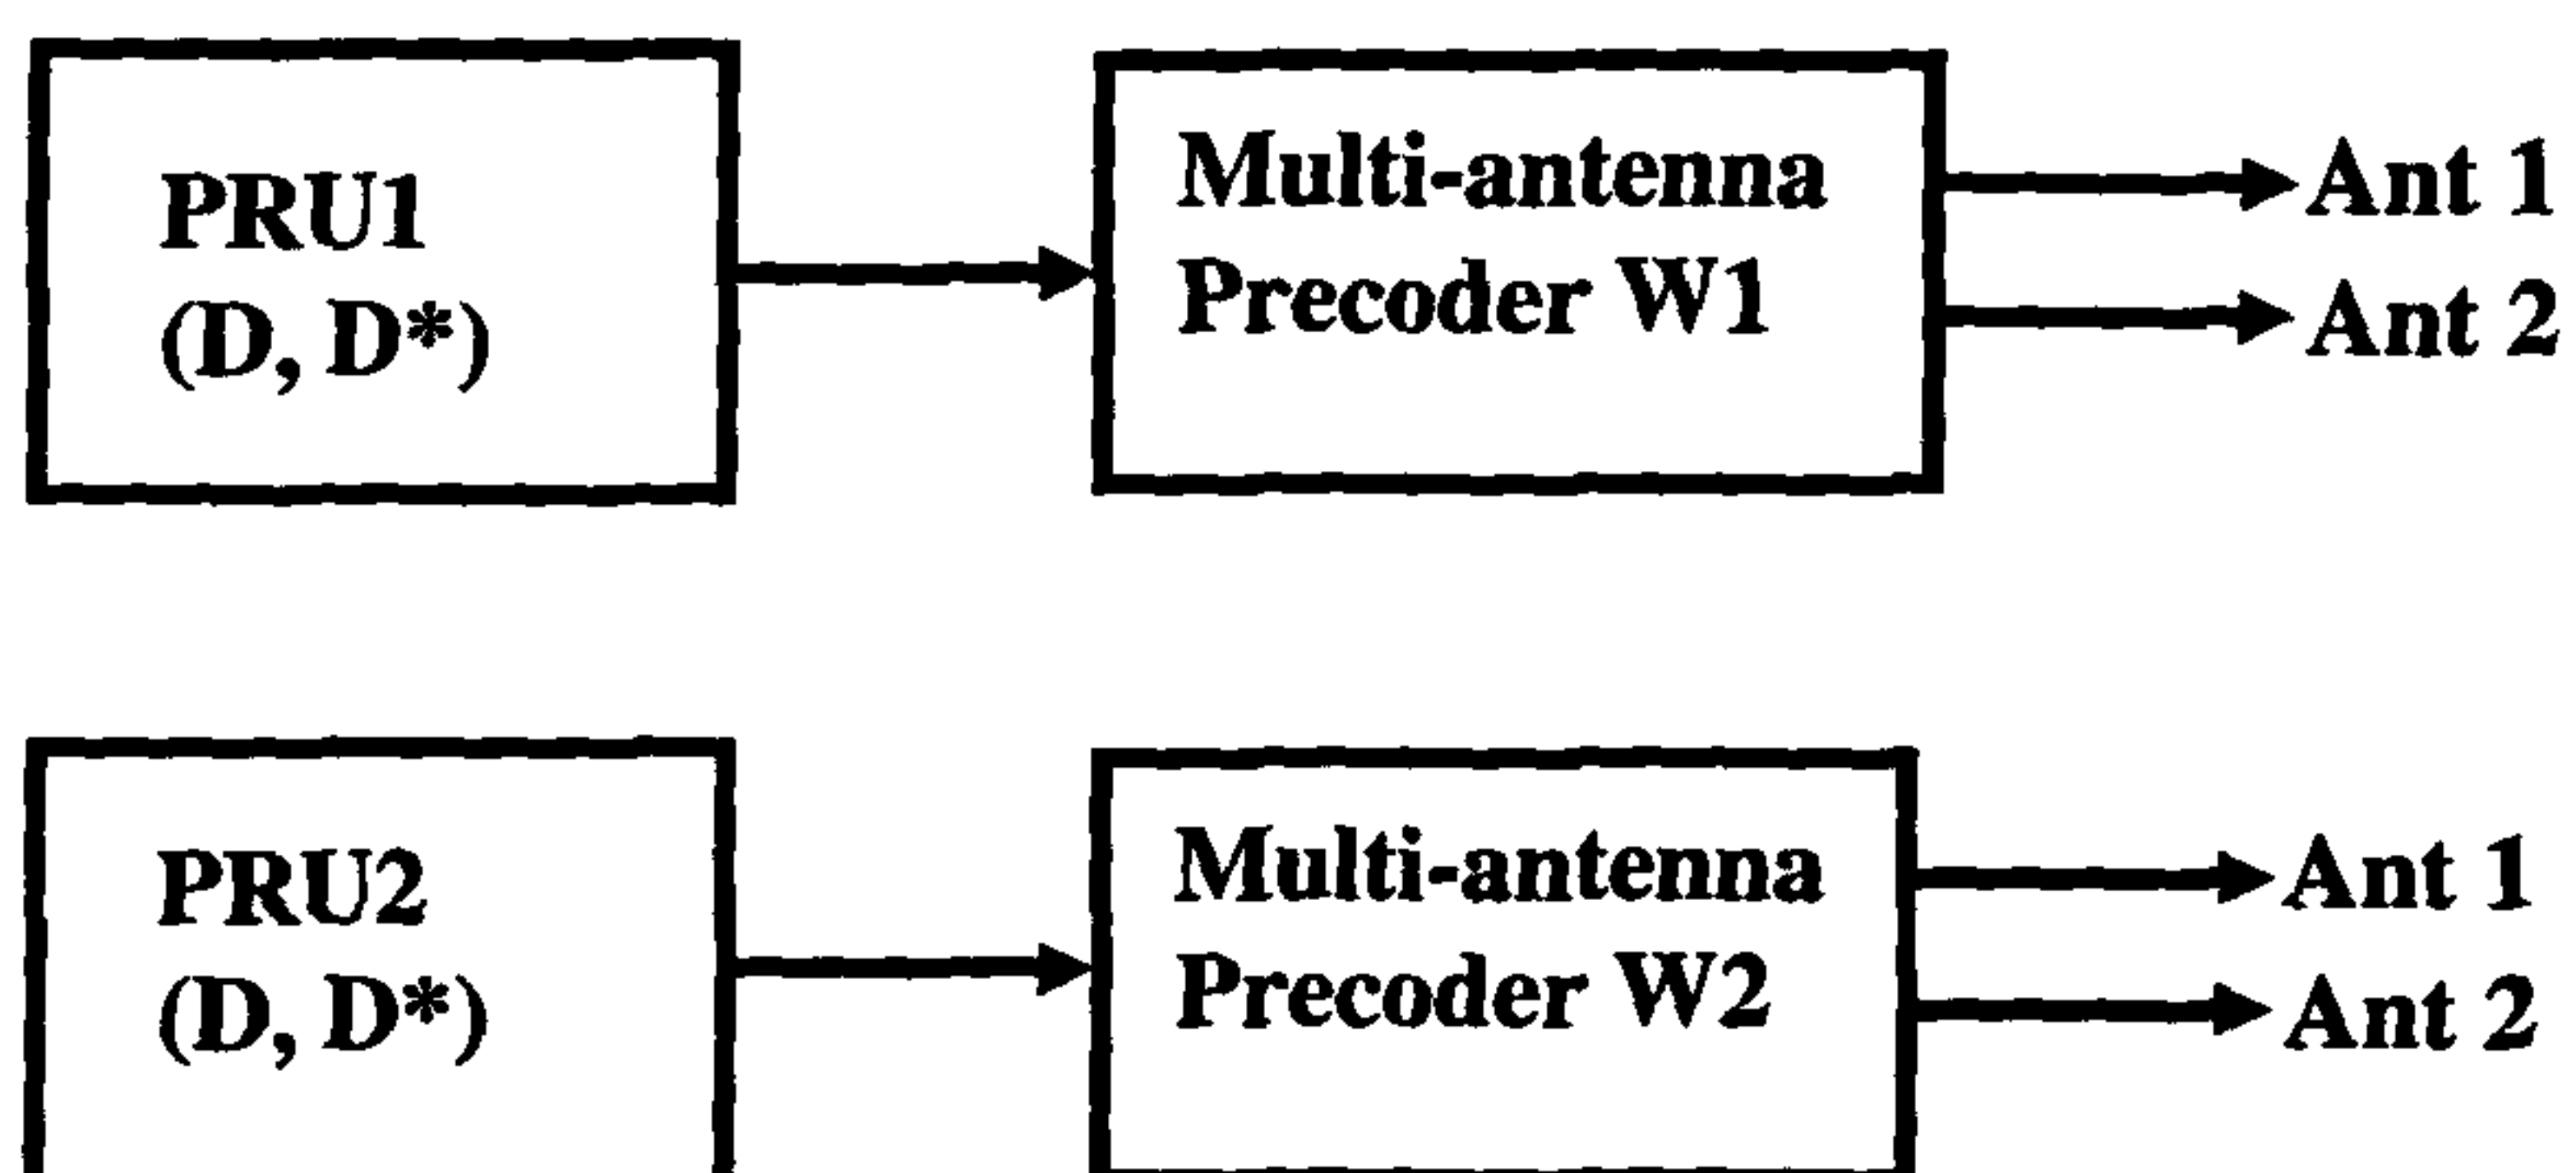 PRU1
(D, D*)
Multi-antenna
Precoder W1
Ant 1
Ant 2
PRU2
(D, D*)
Multi-antenna
Precoder W2
Ant 1
Ant 2